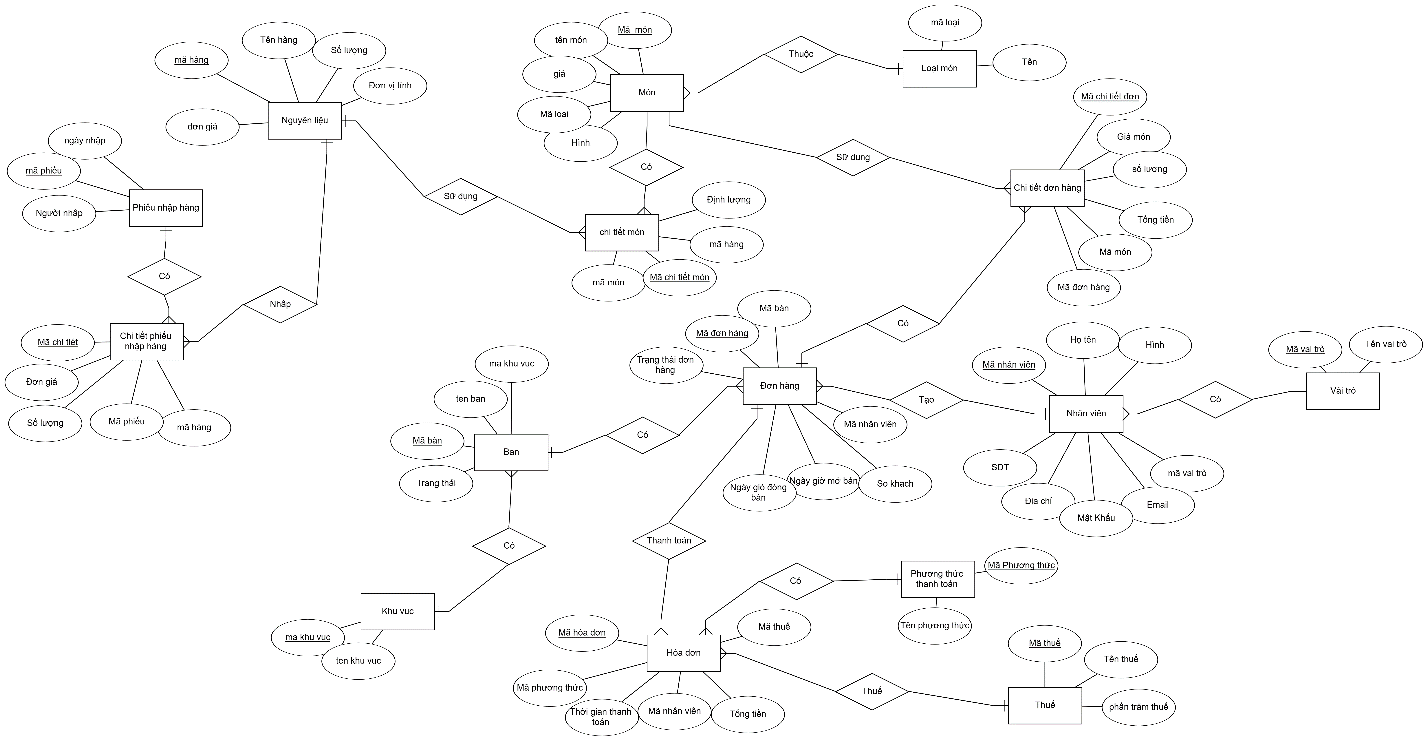 mã hàng
Tên hàng
Số lượng
Đơn vị tính
đơn giá
Nguyên liệu
ngày nhập
mã phiếu
Người nhập
Phiếu nhập hàng
Có
Nhập
Sử dụng
Mã chi tiết
Đơn giá
Số lượng
Mã phiếu
mã hàng
Chi tiết phiếu
nhập hàng
Mã món
tên món
giá
Mã loại
Hình
Món
Thuộc
mã loại
Loại món
Tên
Có
Sử dụng
chi tiết món
Định lượng
mã hàng
Mã chi tiết món
mã món
Mã chi tiết đơn
Giá món
số lượng
Tổng tiền
Mã món
Mã đơn hàng
Chi tiết đơn hàng
Có
Mã bàn
Mã đơn hàng
Trạng thái đơn
hàng
Đơn hàng
Mã nhân viên
Số khách
Ngày giờ mở bàn
Ngày giờ đóng
bàn
Tạo
Mã nhân viên
Họ tên
Hình
Nhân viên
SDT
Địa chỉ
Mật Khẩu
Email
mã vai trò
Có
Mã vai trò
Tên vai trò
Vai trò
ma khu vuc
ten ban
Mã bàn
Trạng thái
Ban
Có
Có
Khu vuc
ma khu vuc
ten khu vuc
Thanh toán
Có
Phương thức
thanh toán
Mã Phương thức
Tên phương thức
Mã hóa đơn
Mã thuế
Hóa đơn
Mã phương thức
Thời gian thanh
toán
Mã nhân viên
Tổng tiền
Thuế
Mã thuế
Tên thuế
phần trăm thuế
Thuế